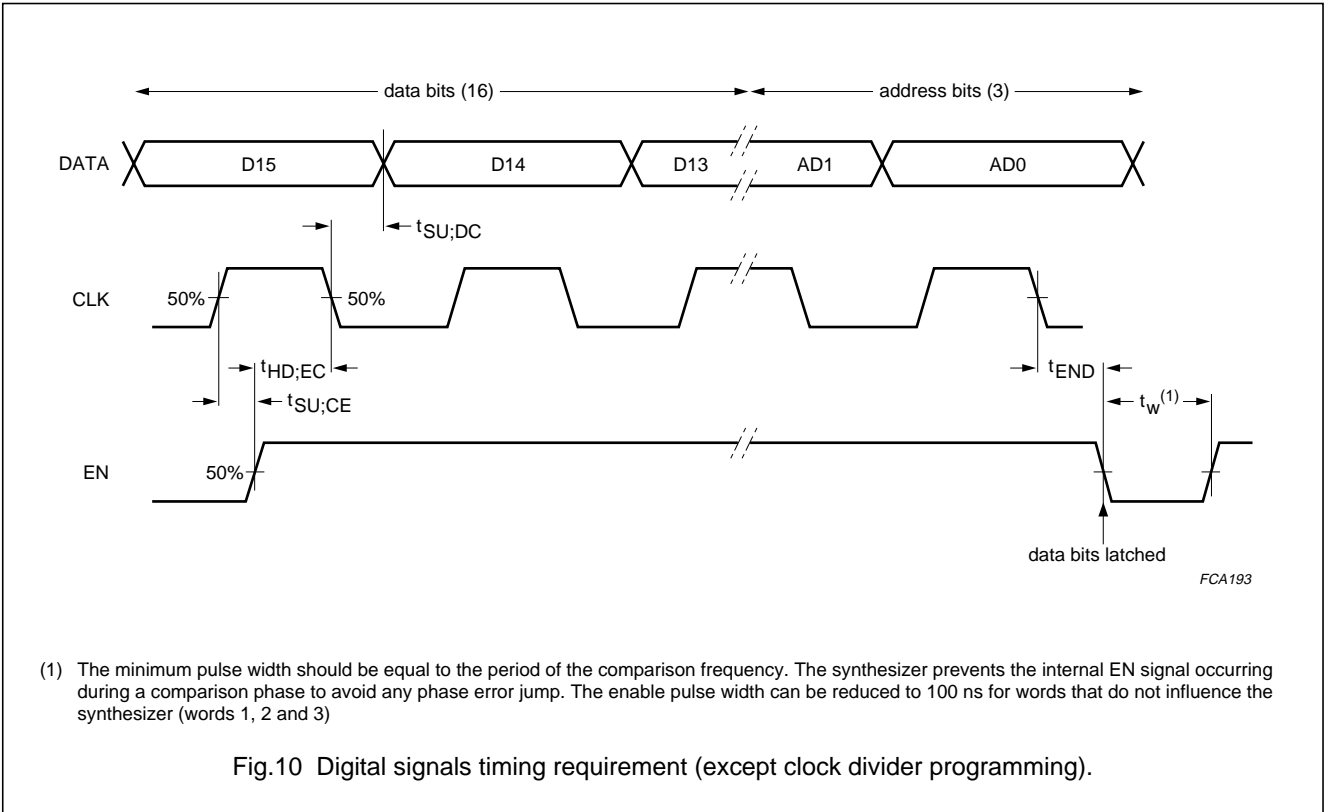 data bits (16) address bits (3)
DATA D15 D14 D13 AD1 AD0
tSU;DC
CLK 50% 50%
tHD;EC tEND
tSU;CE tw(1)
EN 50%
data bits latched
FCA193
(1) The minimum pulse width should be equal to the period of the comparison frequency. The synthesizer prevents the internal EN signal occurring
during a comparison phase to avoid any phase error jump. The enable pulse width can be reduced to 100 ns for words that do not influence the
synthesizer (words 1, 2 and 3)
Fig.10 Digital signals timing requirement (except clock divider programming).